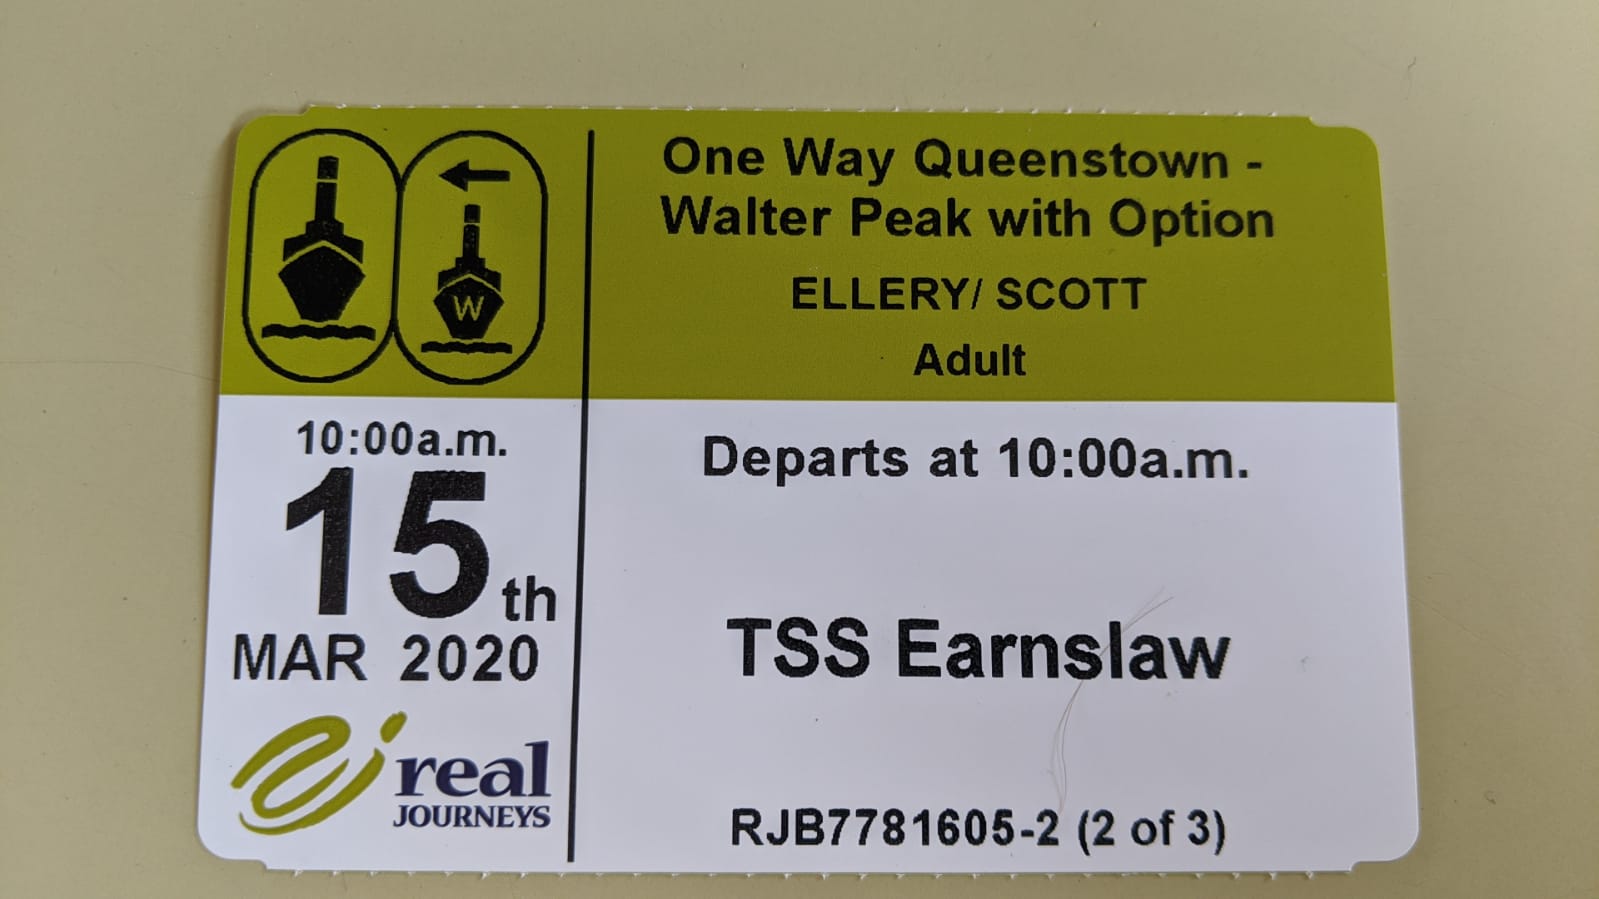 W
10:00a.m.
15th
MAR 2020
real
JOURNEYS
One Way Queenstown -
Walter Peak with Option
ELLERY/ SCOTT
Adult
Departs at 10:00a.m.
TSS Earnslaw
RJB7781605-2 (2 of 3)